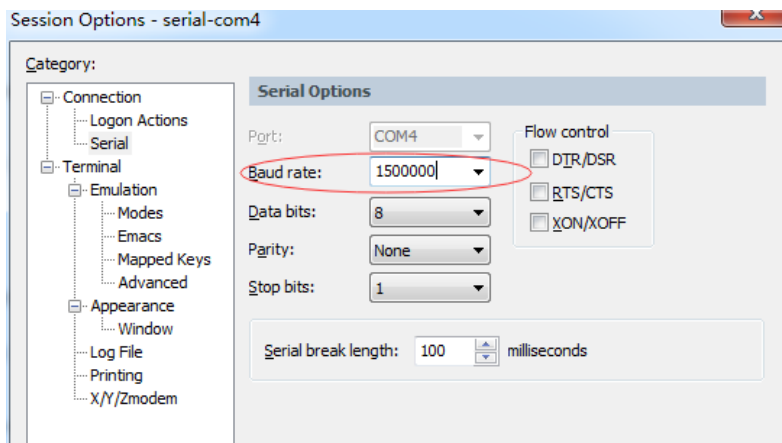 Session Options - serial-com4
Category:
Connection
Logon Actions
Serial
Terminal
Emulation
Modes
Emacs
Mapped Keys
Advanced
Appearance
Window
Log File
Printing
X/Y/Zmodem
Serial Options
Port: COM4
Baud rate: 1500000
Data bits: 8
Parity: None
Stop bits: 1
Flow control
DTR/DSR
RTS/CTS
XON/XOFF
Serial break length: 100 milliseconds